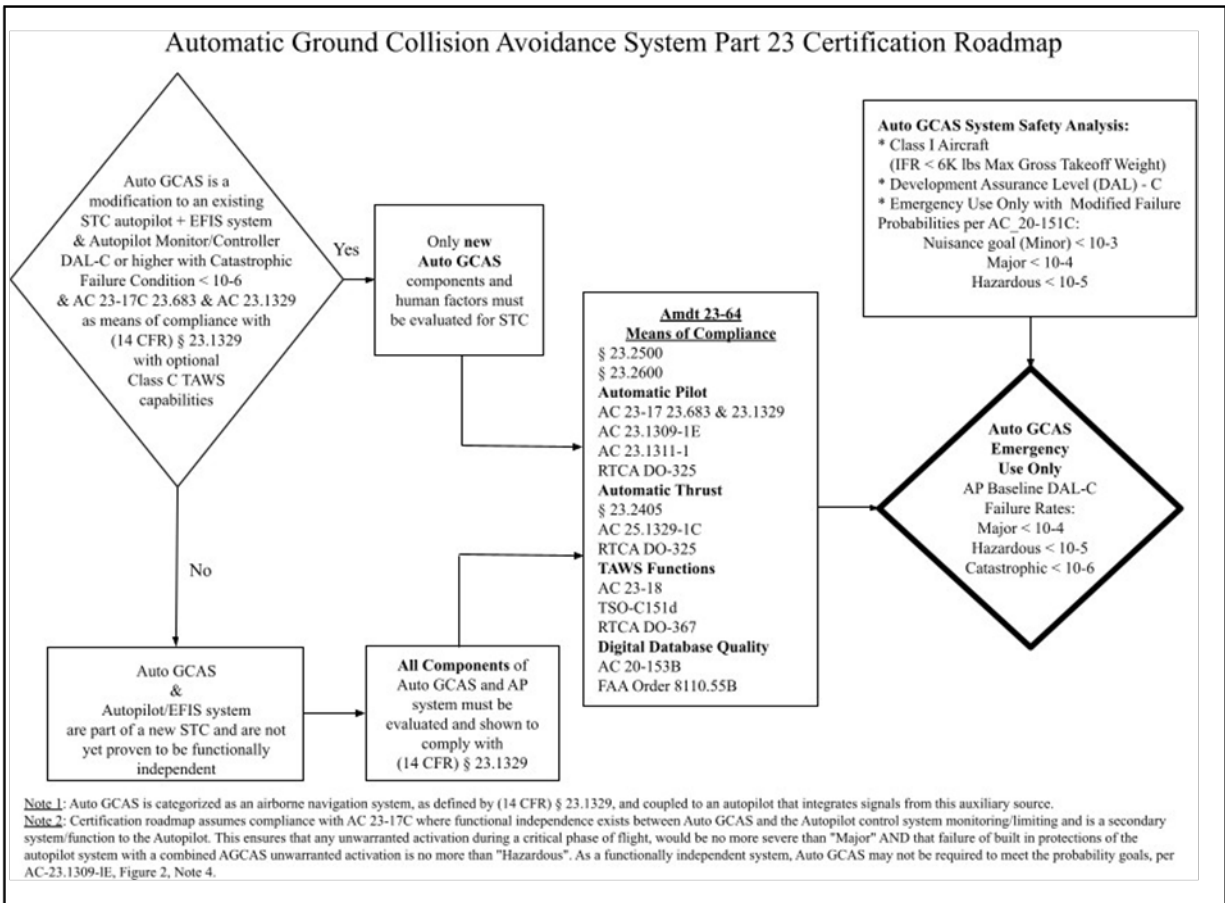 Automatic Ground Collision Avoidance System Part 23 Certification Roadmap
Auto GCAS is a
modification to an existing
STC autopilot + EFIS system
& Autopilot Monitor/Controller
DAL-C or higher with Catastrophic
Failure Condition < 10-6
& AC 23-17C 23.683 & AC 23.1329
as means of compliance with
(14 CFR) § 23.1329
with optional
Class C TAWS
capabilities
Yes
Only new
Auto GCAS
components and
human factors must
be evaluated for STC
No
Auto GCAS
&
Autopilot/EFIS system
are part of a new STC and are not
yet proven to be functionally
independent
All Components of
Auto GCAS and AP
system must be
evaluated and shown to
comply with
(14 CFR) § 23.1329
Amdt 23-64
Means of Compliance
§ 23.2500
§ 23.2600
Automatic Pilot
AC 23-17 23.683 & 23.1329
AC 23.1309-1E
AC 23.1311-1
RTCA DO-325
Automatic Thrust
§ 23.2405
AC 25.1329-1C
RTCA DO-325
TAWS Functions
AC 23-18
TSO-C151d
RTCA DO-367
Digital Database Quality
AC 20-153B
FAA Order 8110.55B
Auto GCAS System Safety Analysis:
* Class I Aircraft
(IFR < 6K lbs Max Gross Takeoff Weight)
* Development Assurance Level (DAL) - C
* Emergency Use Only with Modified Failure
Probabilities per AC_20-151C:
Nuisance goal (Minor) < 10-3
Major < 10-4
Hazardous < 10-5
Auto GCAS
Emergency
Use Only
AP Baseline DAL-C
Failure Rates:
Major < 10-4
Hazardous < 10-5
Catastrophic < 10-6
Note 1: Auto GCAS is categorized as an airborne navigation system, as defined by (14 CFR) § 23.1329, and coupled to an autopilot that integrates signals from this auxiliary source.
Note 2: Certification roadmap assumes compliance with AC 23-17C where functional independence exists between Auto GCAS and the Autopilot control system monitoring/limiting and is a secondary
system/function to the Autopilot. This ensures that any unwarranted activation during a critical phase of flight, would be no more severe than "Major" AND that failure of built in protections of the
autopilot system with a combined AGCAS unwarranted activation is no more than "Hazardous". As a functionally independent system, Auto GCAS may not be required to meet the probability goals, per
AC-23.1309-IE, Figure 2, Note 4.